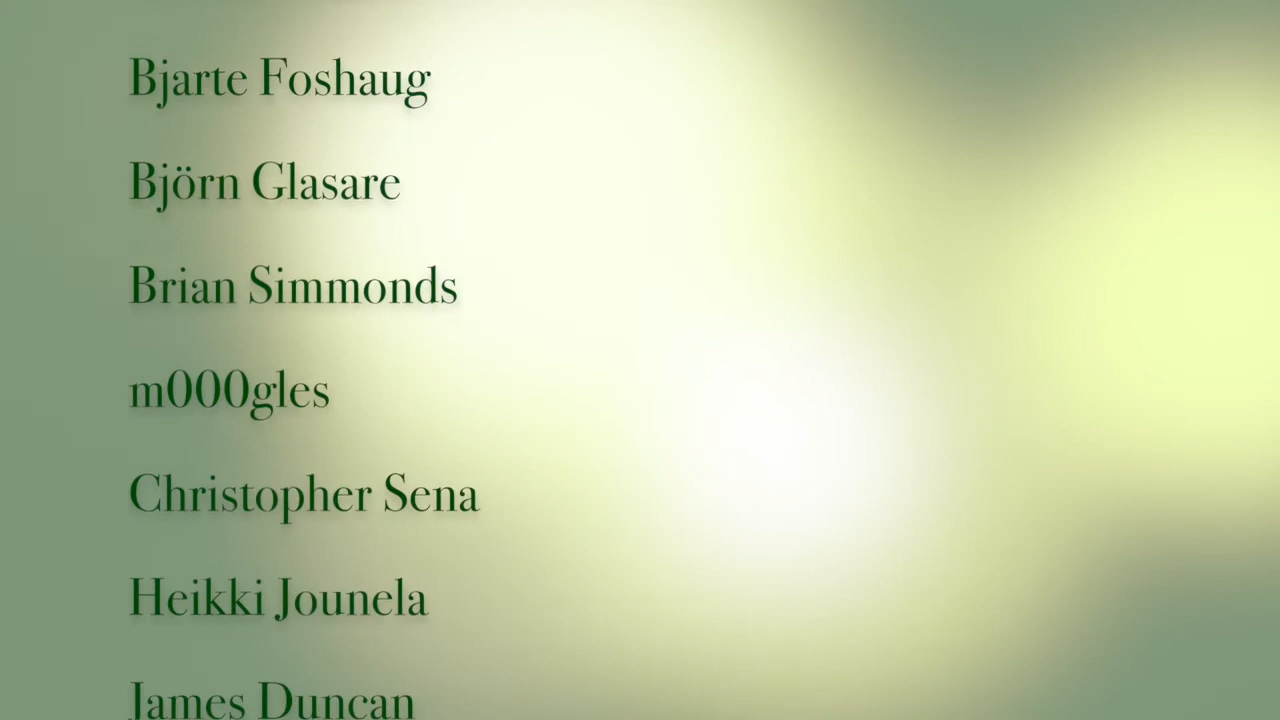 Bjarte Foshaug
Björn Glasare
Brian Simmonds
m000gles
Christopher Sena
Heikki Jounela
James Duncan